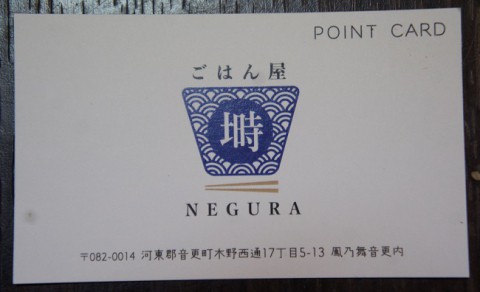 POINT CARD
ごはん屋
塒
NEGURA
〒082-0014 河東郡音更町木野西通17丁目5-13 鳳乃舞音更内